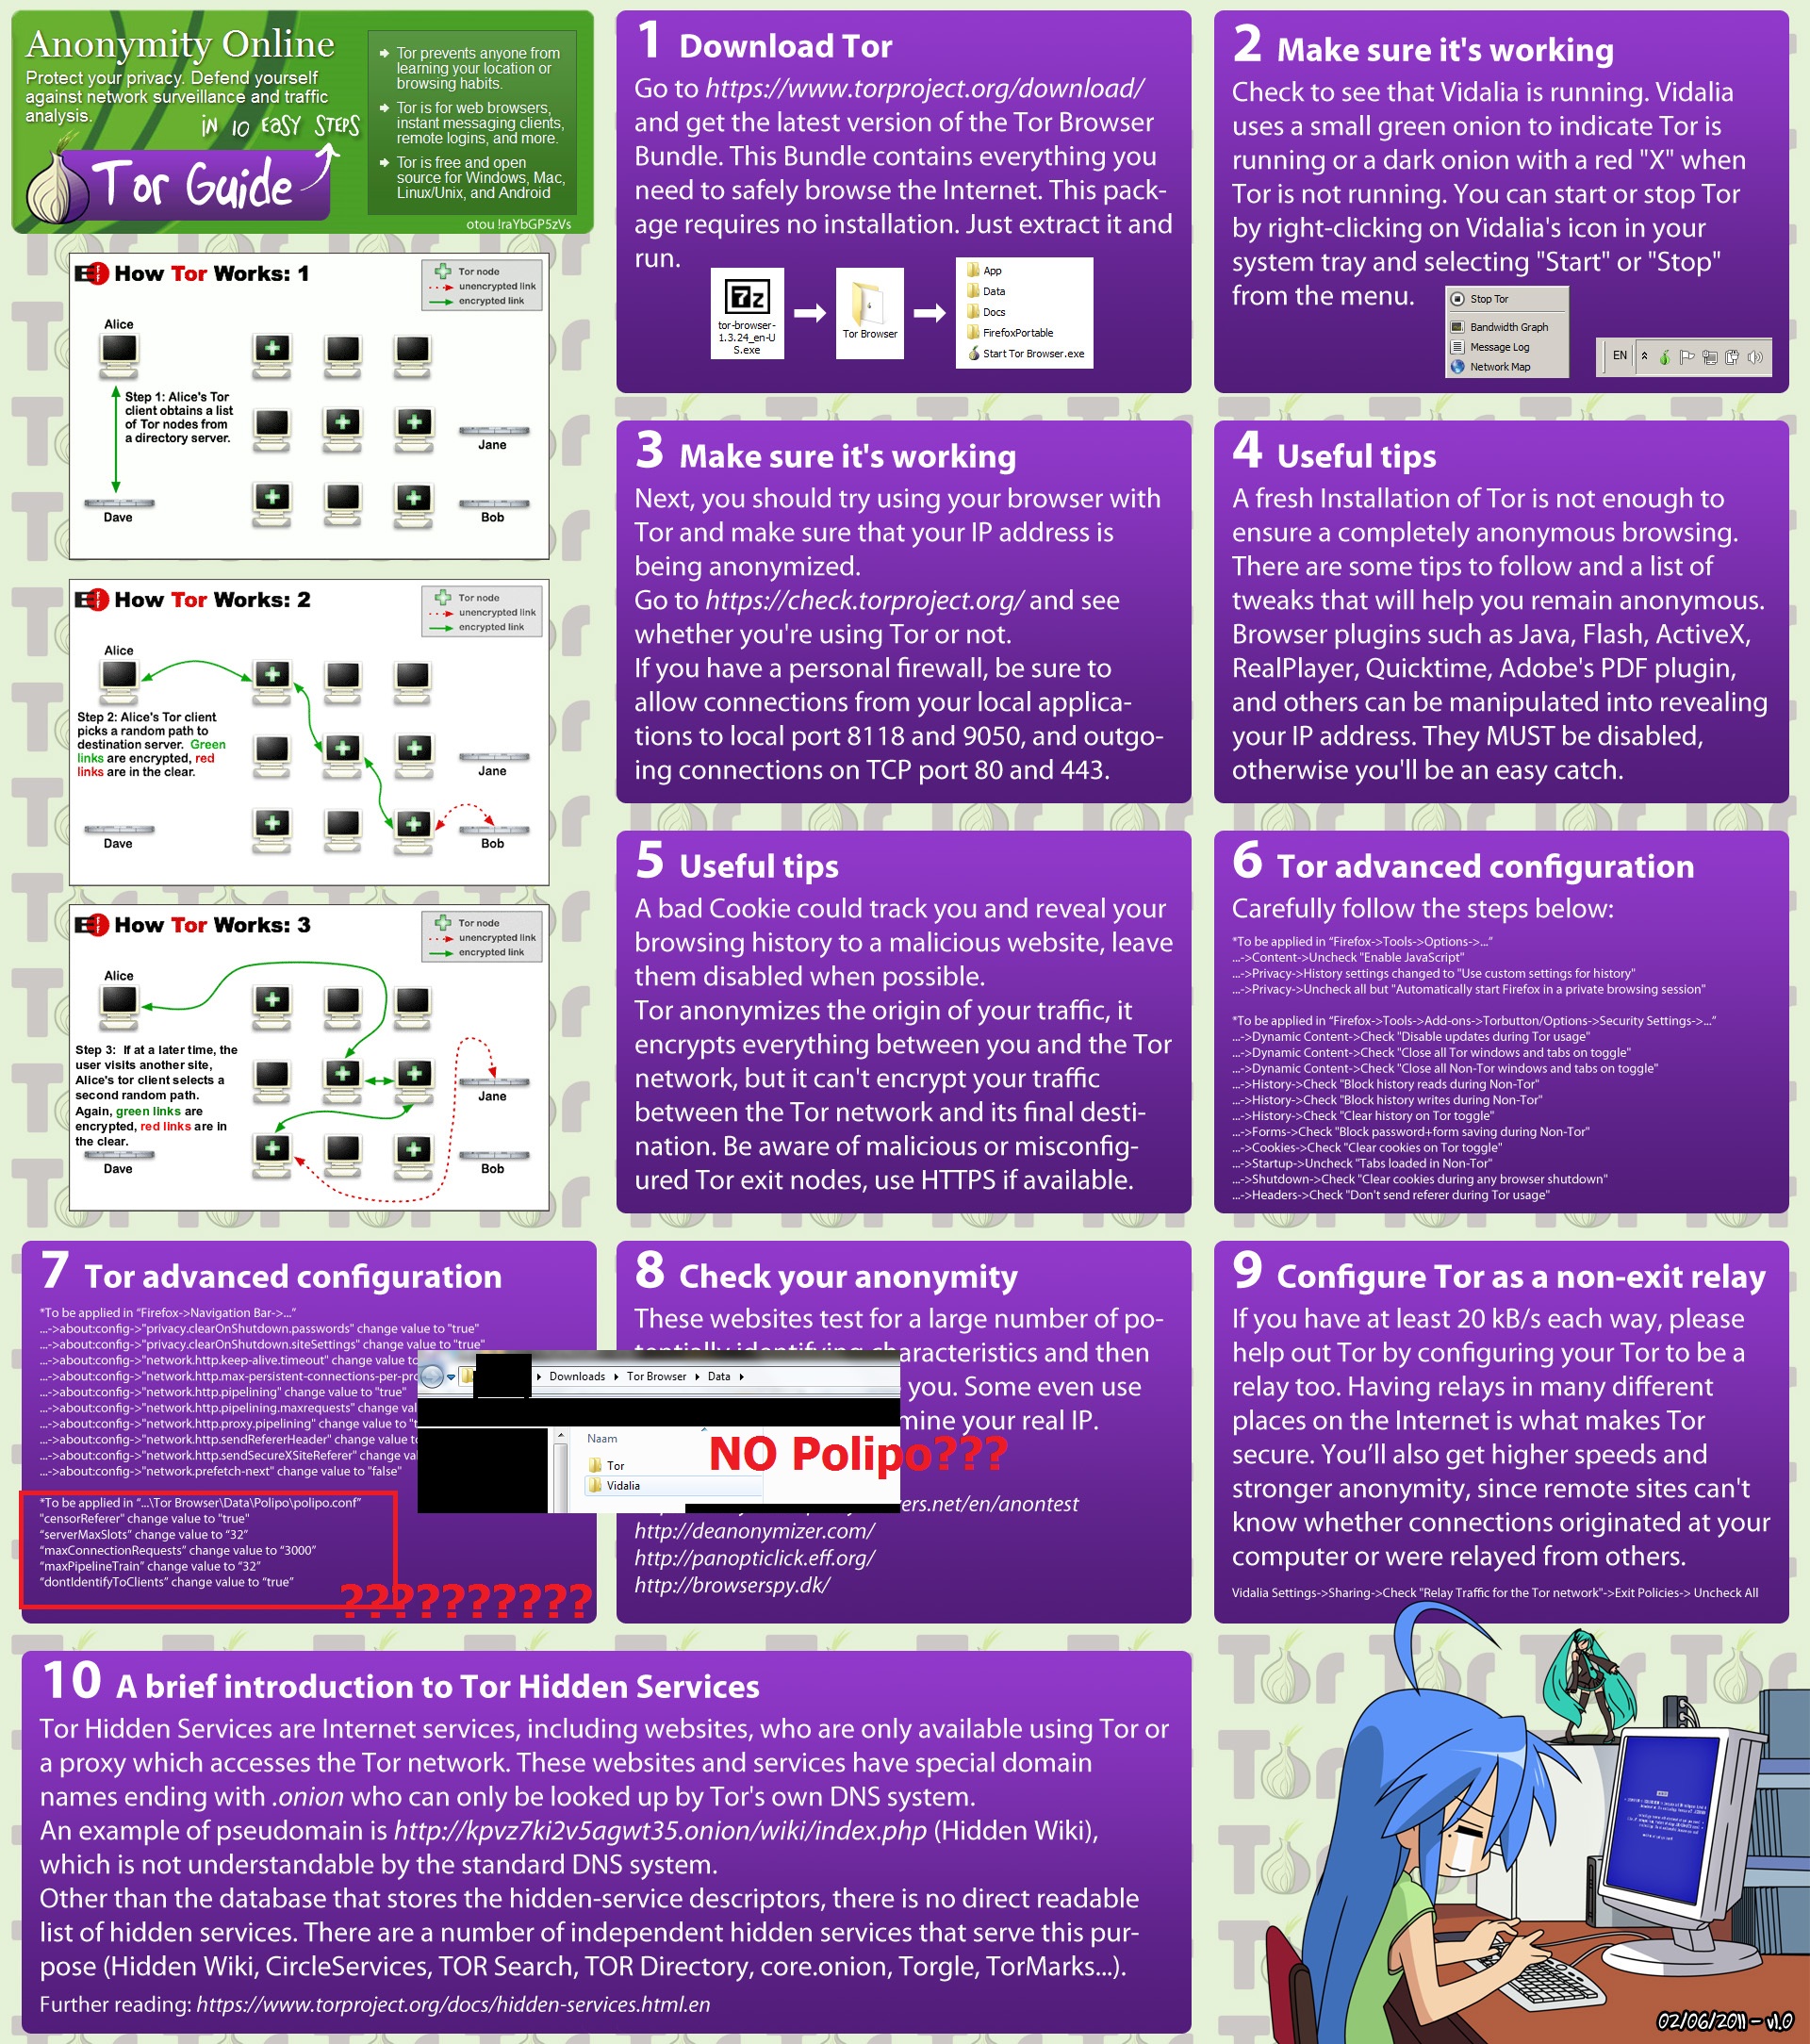 Anonymity Online
Protect your privacy. Defend yourself
against network surveillance and traffic
analysis.
in 10 easy steps
Tor Guide
Tor prevents anyone from
learning your location or
browsing habits.
Tor is for web browsers,
instant messaging clients,
remote logins, and more.
Tor is free and open
source for Windows, Mac,
Linux/Unix, and Android
otou !raYbGP5zVs
How Tor Works: 1
Tor node
unencrypted link
encrypted link
Alice
Step 1: Alice's Tor
client obtains a list
of Tor nodes from
a directory server.
Jane
Dave
Bob
How Tor Works: 2
Tor node
unencrypted link
encrypted link
Alice
Step 2: Alice's Tor client
picks a random path to
destination server. Green
links are encrypted, red
links are in the clear.
Jane
Dave
Bob
How Tor Works: 3
Tor node
unencrypted link
encrypted link
Alice
Step 3: If at a later time, the
user visits another site,
Alice's tor client selects a
second random path.
Again, green links are
encrypted, red links are in
the clear.
Jane
Dave
Bob
1 Download Tor
Go to https://www.torproject.org/download/
and get the latest version of the Tor Browser
Bundle. This Bundle contains everything you
need to safely browse the Internet. This pack-
age requires no installation. Just extract it and
run.
7z
tor-browser-
1.3.24_en-U
S.exe
Tor Browser
App
Data
Docs
FirefoxPortable
Start Tor Browser.exe
2 Make sure it's working
Check to see that Vidalia is running. Vidalia
uses a small green onion to indicate Tor is
running or a dark onion with a red "X" when
Tor is not running. You can start or stop Tor
by right-clicking on Vidalia's icon in your
system tray and selecting "Start" or "Stop"
from the menu.
Stop Tor
Bandwidth Graph
Message Log
Network Map
EN
3 Make sure it's working
Next, you should try using your browser with
Tor and make sure that your IP address is
being anonymized.
Go to https://check.torproject.org/ and see
whether you're using Tor or not.
If you have a personal firewall, be sure to
allow connections from your local applica-
tions to local port 8118 and 9050, and outgo-
ing connections on TCP port 80 and 443.
4 Useful tips
A fresh Installation of Tor is not enough to
ensure a completely anonymous browsing.
There are some tips to follow and a list of
tweaks that will help you remain anonymous.
Browser plugins such as Java, Flash, ActiveX,
RealPlayer, Quicktime, Adobe's PDF plugin,
and others can be manipulated into revealing
your IP address. They MUST be disabled,
otherwise you'll be an easy catch.
5 Useful tips
A bad Cookie could track you and reveal your
browsing history to a malicious website, leave
them disabled when possible.
Tor anonymizes the origin of your traffic, it
encrypts everything between you and the Tor
network, but it can't encrypt your traffic
between the Tor network and its final desti-
nation. Be aware of malicious or misconfig-
ured Tor exit nodes, use HTTPS if available.
6 Tor advanced configuration
Carefully follow the steps below:
*To be applied in "Firefox->Tools->Options->..."
...->Content->Uncheck "Enable JavaScript"
...->Privacy->History settings changed to "Use custom settings for history"
...->Privacy->Uncheck all but "Automatically start Firefox in a private browsing session"
*To be applied in "Firefox->Tools->Add-ons->Torbutton/Options->Security Settings->..."
...->Dynamic Content->Check "Disable updates during Tor usage"
...->Dynamic Content->Check "Close all Tor windows and tabs on toggle"
...->Dynamic Content->Check "Close all Non-Tor windows and tabs on toggle"
...->History->Check "Block history reads during Non-Tor"
...->History->Check "Block history writes during Non-Tor"
...->History->Check "Clear history on Tor toggle"
...->Forms->Check "Block password+form saving during Non-Tor"
...->Cookies->Check "Clear cookies on Tor toggle"
...->Startup->Uncheck "Tabs loaded in Non-Tor"
...->Shutdown->Check "Clear cookies during any browser shutdown"
...->Headers->Check "Don't send referer during Tor usage"
7 Tor advanced configuration
*To be applied in "Firefox->Navigation Bar->..."
...->about:config->"privacy.clearOnShutdown.passwords" change value to "true"
...->about:config->"privacy.clearOnShutdown.siteSettings" change value to "true"
...->about:config->"network.http.keep-alive.timeout" change value to
...->about:config->"network.http.max-persistent-connections-per-pro
...->about:config->"network.http.pipelining" change value to "true"
...->about:config->"network.http.pipelining.maxrequests" change val
...->about:config->"network.http.proxy.pipelining" change value to "t
...->about:config->"network.http.sendRefererHeader" change value to
...->about:config->"network.http.sendSecureXSiteReferer" change val
...->about:config->"network.prefetch-next" change value to "false"
*To be applied in "...\Tor Browser\Data\Polipo\polipo.conf"
"censorReferer" change value to "true"
"serverMaxSlots" change value to "32"
"maxConnectionRequests" change value to "3000"
"maxPipelineTrain" change value to "32"
"dontIdentifyToClients" change value to "true"
??????????
Downloads
Tor Browser
Data
Naam
Tor
Vidalia
NO Polipo???
8 Check your anonymity
These websites test for a large number of po-
tentially identifying characteristics and then
you. Some even use
mine your real IP.
ers.net/en/anontest
http://deanonymizer.com/
http://panopticlick.eff.org/
http://browserspy.dk/
9 Configure Tor as a non-exit relay
If you have at least 20 kB/s each way, please
help out Tor by configuring your Tor to be a
relay too. Having relays in many different
places on the Internet is what makes Tor
secure. You'll also get higher speeds and
stronger anonymity, since remote sites can't
know whether connections originated at your
computer or were relayed from others.
Vidalia Settings->Sharing->Check "Relay Traffic for the Tor network"->Exit Policies-> Uncheck All
10 A brief introduction to Tor Hidden Services
Tor Hidden Services are Internet services, including websites, who are only available using Tor or
a proxy which accesses the Tor network. These websites and services have special domain
names ending with .onion who can only be looked up by Tor's own DNS system.
An example of pseudomain is http://kpvz7ki2v5agwt35.onion/wiki/index.php (Hidden Wiki),
which is not understandable by the standard DNS system.
Other than the database that stores the hidden-service descriptors, there is no direct readable
list of hidden services. There are a number of independent hidden services that serve this pur-
pose (Hidden Wiki, CircleServices, TOR Search, TOR Directory, core.onion, Torgle, TorMarks...).
Further reading: https://www.torproject.org/docs/hidden-services.html.en
02/06/2011 - v1.0